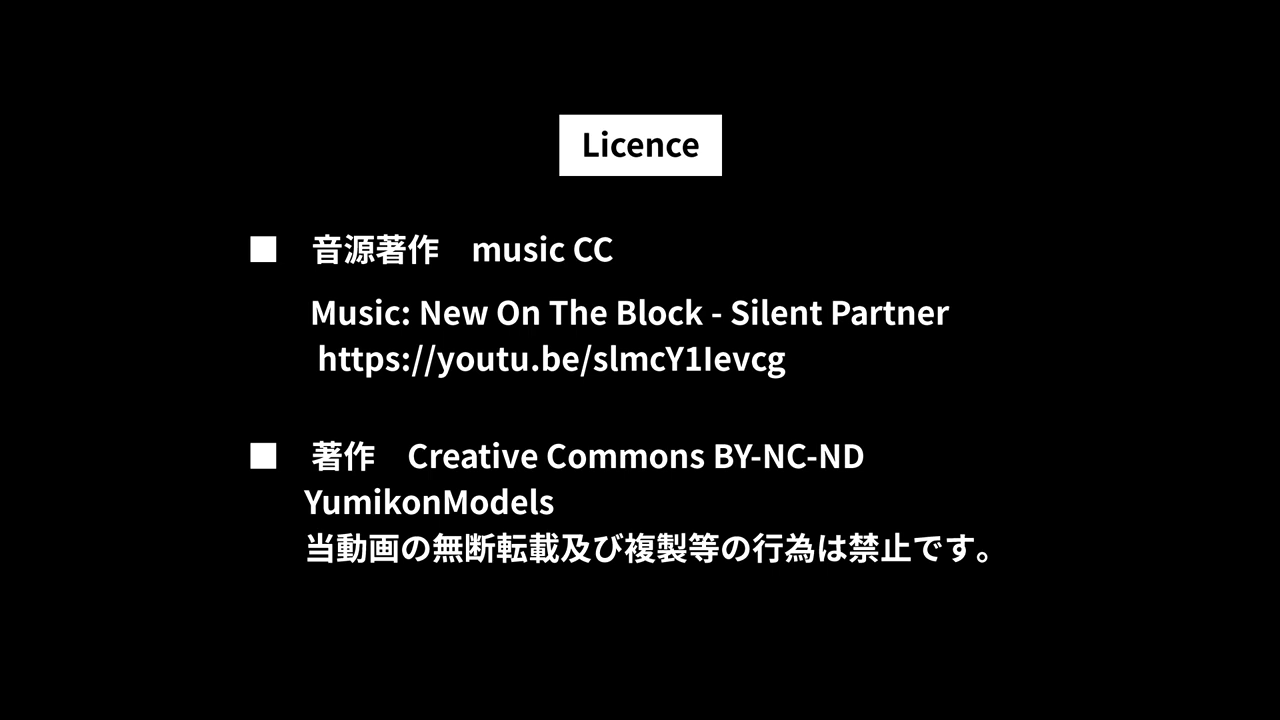 Licence
■　音源著作　music CC
Music: New On The Block - Silent Partner
https://youtu.be/slmcY1Ievcg
■　著作　Creative Commons BY-NC-ND
YumikonModels
当動画の無断転載及び複製等の行為は禁止です。